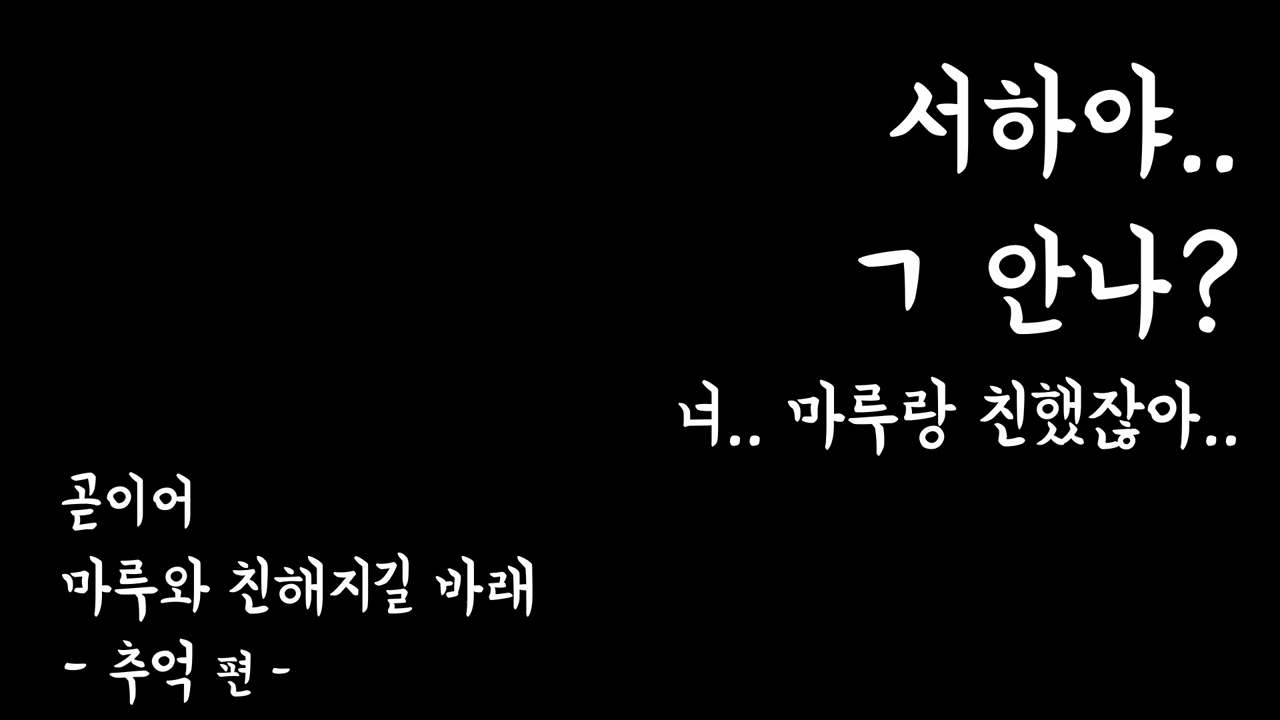 서하야..
ㄱ 안나?
너.. 마루랑 친했잖아..
곧이어
마루와 친해지길 바래
- 추억 편 -